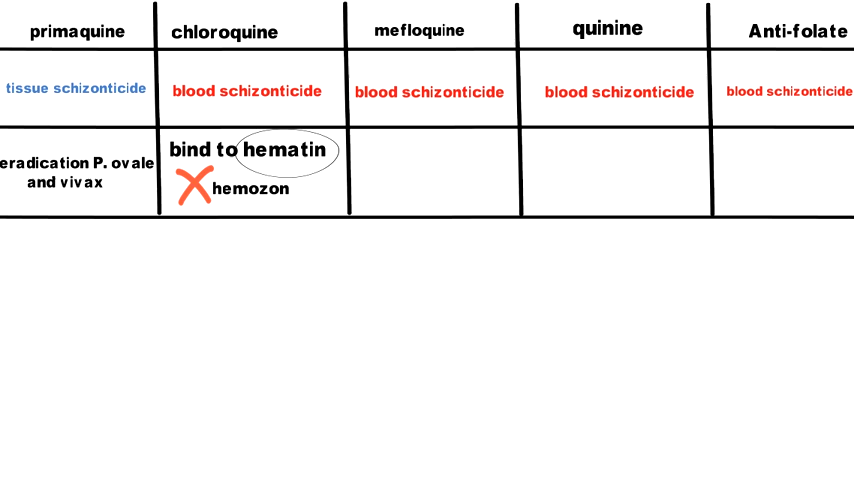 primaquine
chloroquine
mefloquine
quinine
Anti-folate
tissue schizonticide
blood schizonticide
blood schizonticide
blood schizonticide
blood schizonticide
eradication P. ovale
and vivax
bind to hematin
hemozon